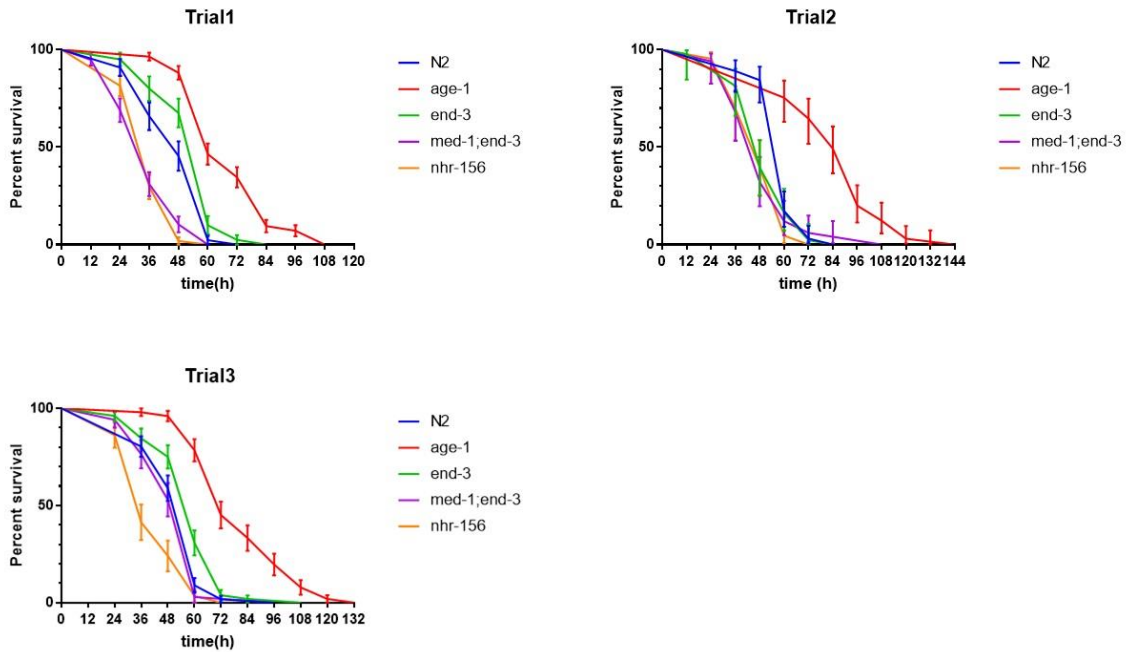 Trial1
Percent survival
100
50
0
0 12 24 36 48 60 72 84 96 108 120
time(h)
N2
age-1
end-3
med-1;end-3
nhr-156
Trial2
Percent survival
100
50
0
0 12 24 36 48 60 72 84 96 108 120 132 144
time (h)
N2
age-1
end-3
med-1;end-3
nhr-156
Trial3
Percent survival
100
50
0
0 12 24 36 48 60 72 84 96 108 120 132
time(h)
N2
age-1
end-3
med-1;end-3
nhr-156